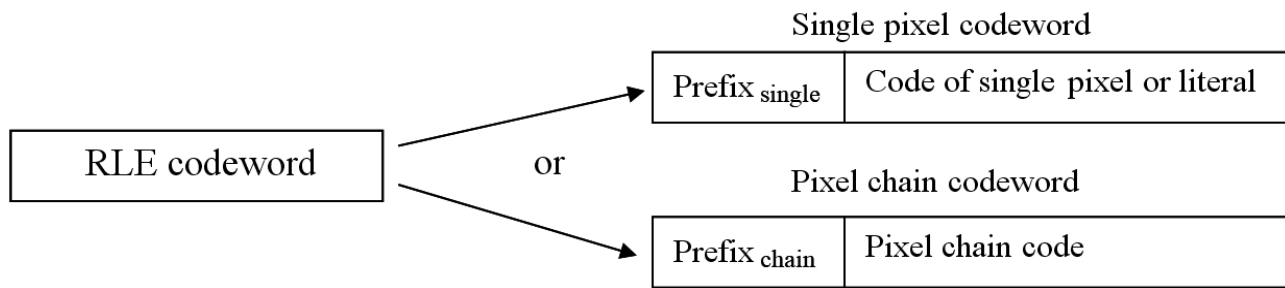 Single pixel codeword
Prefix single Code of single pixel or literal
RLE codeword
or
Pixel chain codeword
Prefix chain Pixel chain code